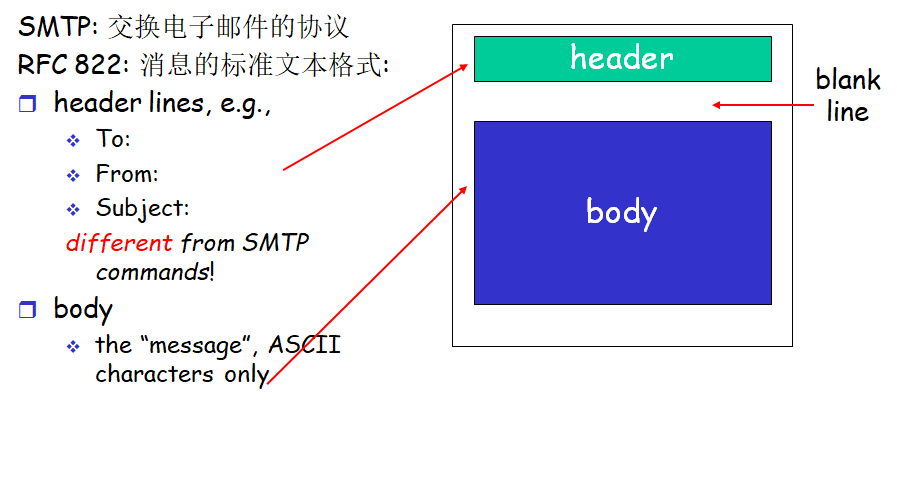 SMTP: 交换电子邮件的协议
RFC 822: 消息的标准文本格式:
header lines, e.g.,
To:
From:
Subject:
different from SMTP
commands!
body
the “message”, ASCII
characters only
header
blank
line
body